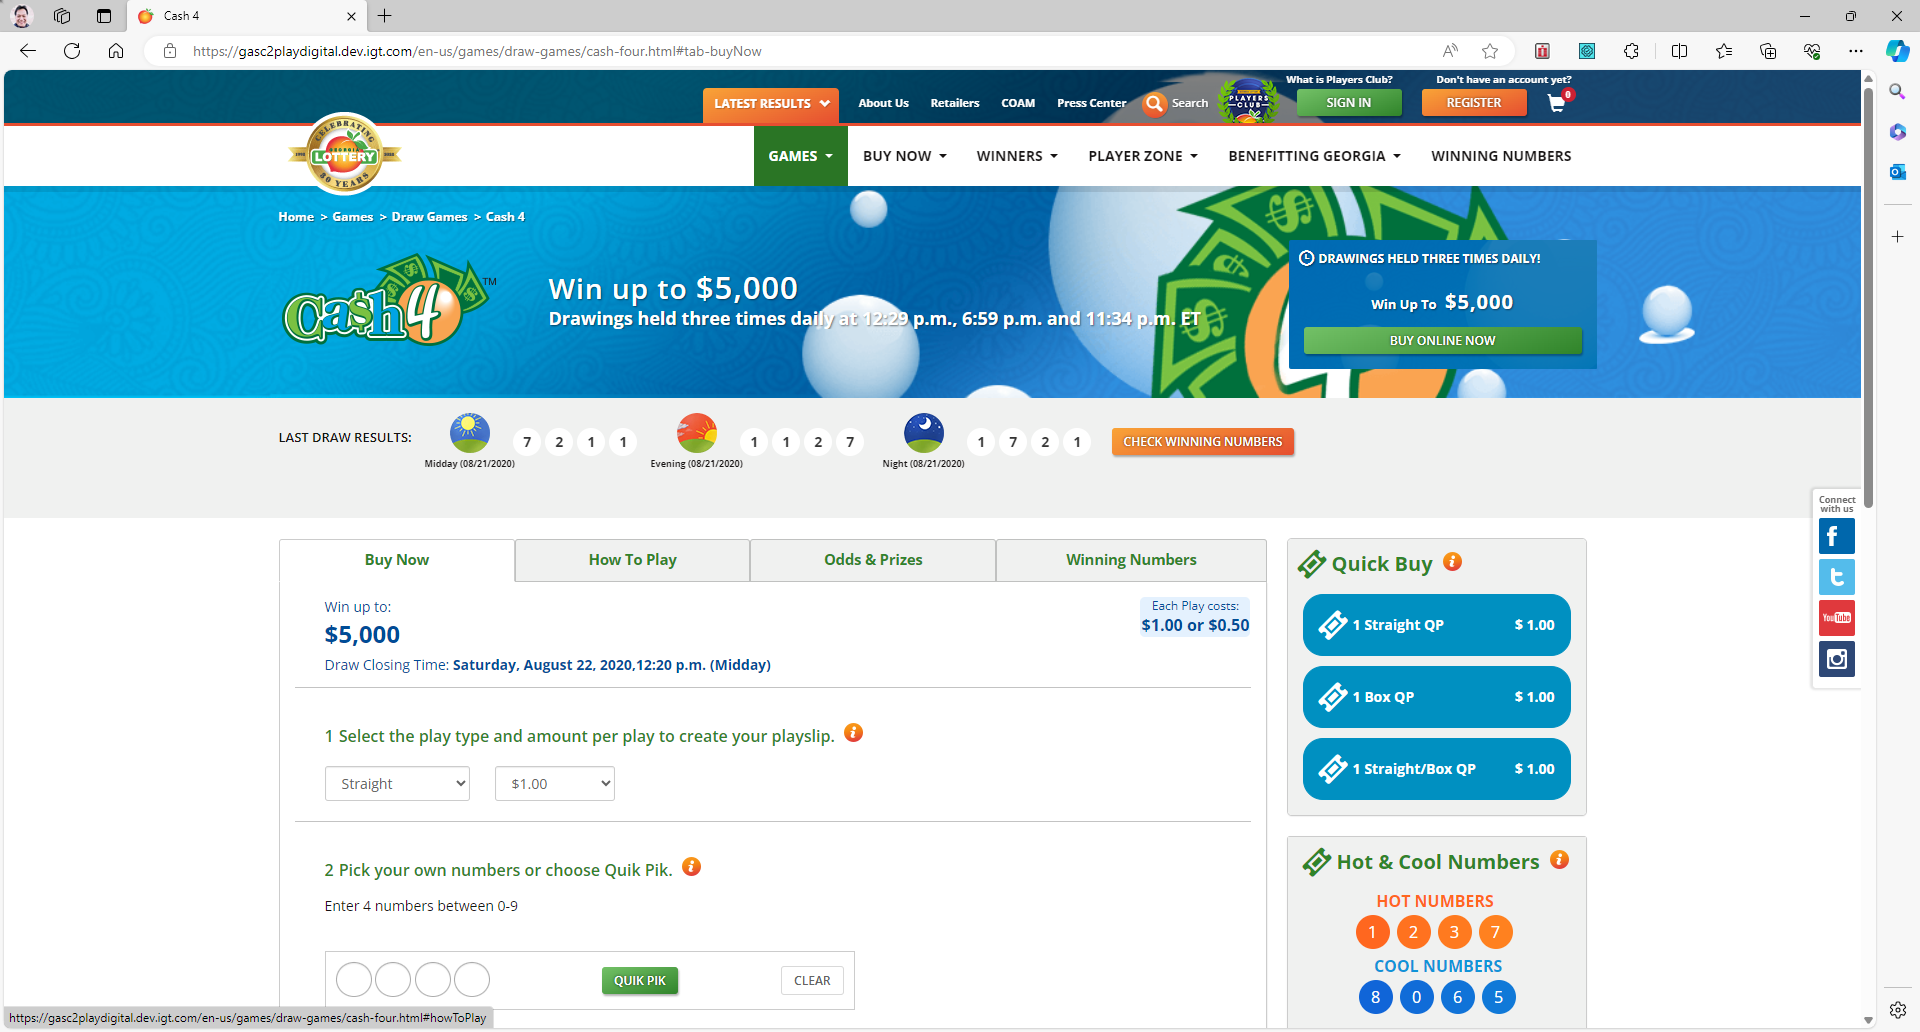 Cash 4
https://gasc2playdigital.dev.igt.com/en-us/games/draw-games/cash-four.html#tab-buyNow
What is Players Club?
Don't have an account yet?
LATEST RESULTS
About Us
Retailers
COAM
Press Center
Search
PLAYERS
CLUB
SIGN IN
REGISTER
0
CELEBRATING
GEORGIA
LOTTERY
30 YEARS
GAMES
BUY NOW
WINNERS
PLAYER ZONE
BENEFITTING GEORGIA
WINNING NUMBERS
Home > Games > Draw Games > Cash 4
Cash 4 TM
Win up to $5,000
Drawings held three times daily at 12:29 p.m., 6:59 p.m. and 11:34 p.m. ET
DRAWINGS HELD THREE TIMES DAILY!
Win Up To $5,000
BUY ONLINE NOW
LAST DRAW RESULTS:
7 2 1 1
Midday (08/21/2020)
1 1 2 7
Evening (08/21/2020)
1 7 2 1
Night (08/21/2020)
CHECK WINNING NUMBERS
Connect
with us
You Tube
Buy Now
How To Play
Odds & Prizes
Winning Numbers
Win up to:
$5,000
Each Play costs:
$1.00 or $0.50
Draw Closing Time: Saturday, August 22, 2020,12:20 p.m. (Midday)
1 Select the play type and amount per play to create your playslip.
Straight
$1.00
2 Pick your own numbers or choose Quik Pik.
Enter 4 numbers between 0-9
QUIK PIK
CLEAR
Quick Buy
1 Straight QP $ 1.00
1 Box QP $ 1.00
1 Straight/Box QP $ 1.00
Hot & Cool Numbers
HOT NUMBERS
1 2 3 7
COOL NUMBERS
8 0 6 5
https://gasc2playdigital.dev.igt.com/en-us/games/draw-games/cash-four.html#howToPlay